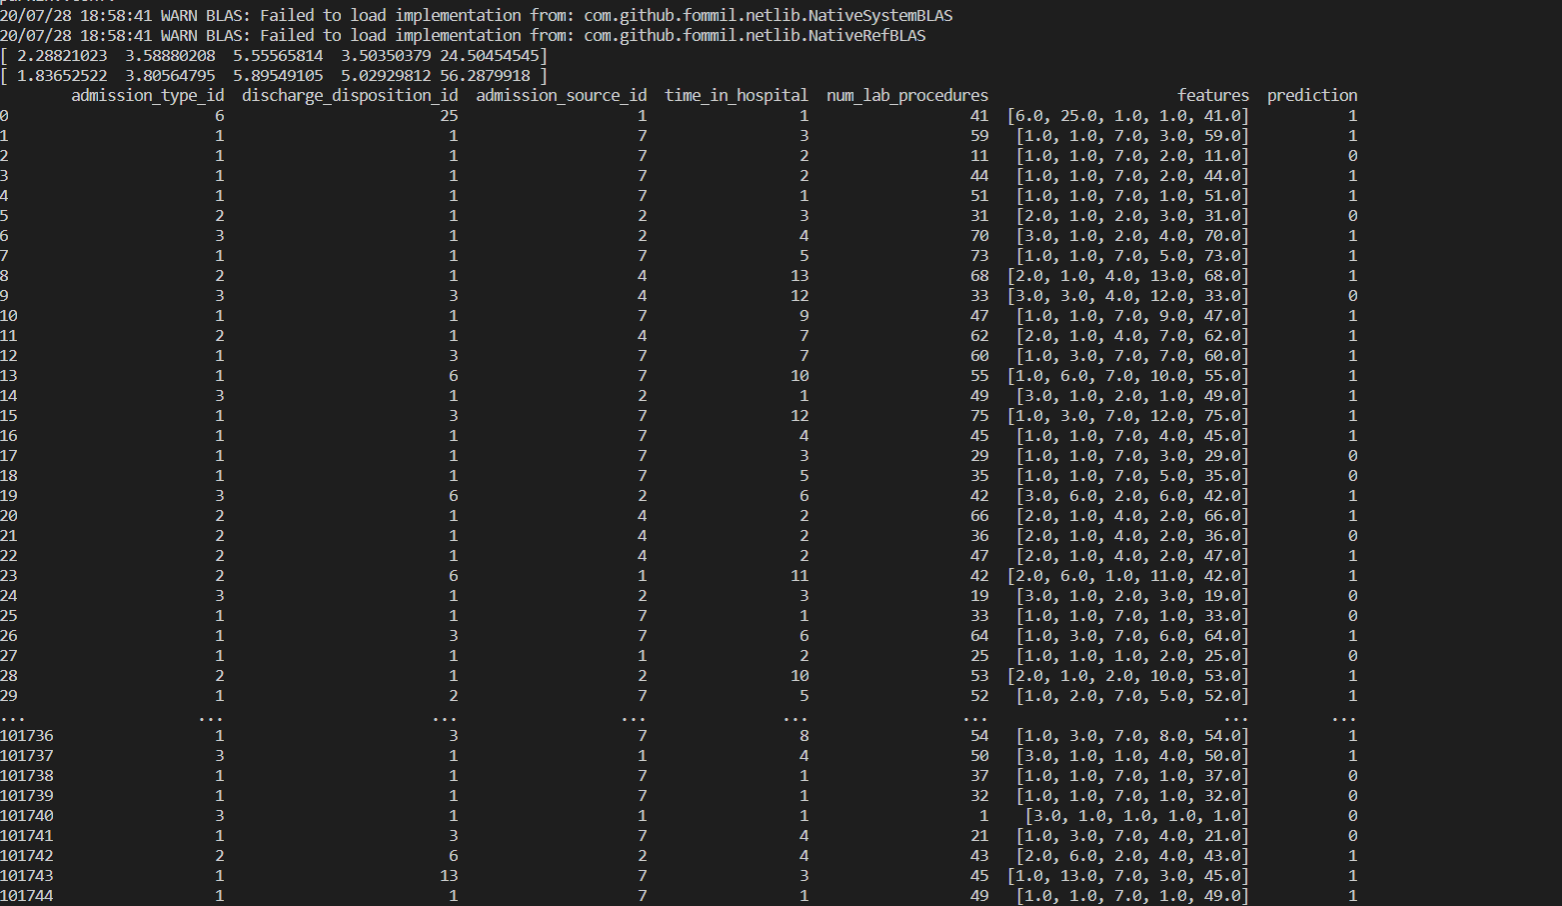 20/07/28 18:58:41 WARN BLAS: Failed to load implementation from: com.github.fommil.netlib.NativeSystemBLAS
20/07/28 18:58:41 WARN BLAS: Failed to load implementation from: com.github.fommil.netlib.NativeRefBLAS
[ 2.28821023  3.58880208  5.55565814  3.50350379 24.50454545]
[ 1.83652522  3.80564795  5.89549105  5.02929812 56.2879918 ]
admission_type_id  discharge_disposition_id  admission_source_id  time_in_hospital  num_lab_procedures  features  prediction
0  6  25  1  1  41  [6.0, 25.0, 1.0, 1.0, 41.0]  1
1  1  1  7  3  59  [1.0, 1.0, 7.0, 3.0, 59.0]  1
2  1  1  7  2  11  [1.0, 1.0, 7.0, 2.0, 11.0]  0
3  1  1  7  2  44  [1.0, 1.0, 7.0, 2.0, 44.0]  1
4  1  1  7  1  51  [1.0, 1.0, 7.0, 1.0, 51.0]  1
5  2  1  2  3  31  [2.0, 1.0, 2.0, 3.0, 31.0]  0
6  3  1  2  4  70  [3.0, 1.0, 2.0, 4.0, 70.0]  1
7  1  1  7  5  73  [1.0, 1.0, 7.0, 5.0, 73.0]  1
8  2  1  4  13  68  [2.0, 1.0, 4.0, 13.0, 68.0]  1
9  3  3  4  12  33  [3.0, 3.0, 4.0, 12.0, 33.0]  0
10  1  1  7  9  47  [1.0, 1.0, 7.0, 9.0, 47.0]  1
11  2  1  4  7  62  [2.0, 1.0, 4.0, 7.0, 62.0]  1
12  1  3  7  7  60  [1.0, 3.0, 7.0, 7.0, 60.0]  1
13  1  6  7  10  55  [1.0, 6.0, 7.0, 10.0, 55.0]  1
14  3  1  2  1  49  [3.0, 1.0, 2.0, 1.0, 49.0]  1
15  1  3  7  12  75  [1.0, 3.0, 7.0, 12.0, 75.0]  1
16  1  1  7  4  45  [1.0, 1.0, 7.0, 4.0, 45.0]  1
17  1  1  7  3  29  [1.0, 1.0, 7.0, 3.0, 29.0]  0
18  1  1  7  5  35  [1.0, 1.0, 7.0, 5.0, 35.0]  0
19  3  6  2  6  42  [3.0, 6.0, 2.0, 6.0, 42.0]  1
20  2  1  4  2  66  [2.0, 1.0, 4.0, 2.0, 66.0]  1
21  2  1  4  2  36  [2.0, 1.0, 4.0, 2.0, 36.0]  0
22  2  1  4  2  47  [2.0, 1.0, 4.0, 2.0, 47.0]  1
23  2  6  1  11  42  [2.0, 6.0, 1.0, 11.0, 42.0]  1
24  3  1  2  3  19  [3.0, 1.0, 2.0, 3.0, 19.0]  0
25  1  1  7  1  33  [1.0, 1.0, 7.0, 1.0, 33.0]  0
26  1  3  7  6  64  [1.0, 3.0, 7.0, 6.0, 64.0]  1
27  1  1  1  2  25  [1.0, 1.0, 1.0, 2.0, 25.0]  0
28  2  1  2  10  53  [2.0, 1.0, 2.0, 10.0, 53.0]  1
29  1  2  7  5  52  [1.0, 2.0, 7.0, 5.0, 52.0]  1
...  ...  ...  ...  ...  ...  ...  ...
101736  1  3  7  8  54  [1.0, 3.0, 7.0, 8.0, 54.0]  1
101737  3  1  1  4  50  [3.0, 1.0, 1.0, 4.0, 50.0]  1
101738  1  1  7  1  37  [1.0, 1.0, 7.0, 1.0, 37.0]  0
101739  1  1  7  1  32  [1.0, 1.0, 7.0, 1.0, 32.0]  0
101740  3  1  1  1  1  [3.0, 1.0, 1.0, 1.0, 1.0]  0
101741  1  3  7  4  21  [1.0, 3.0, 7.0, 4.0, 21.0]  0
101742  2  6  2  4  43  [2.0, 6.0, 2.0, 4.0, 43.0]  1
101743  1  13  7  3  45  [1.0, 13.0, 7.0, 3.0, 45.0]  1
101744  1  1  7  1  49  [1.0, 1.0, 7.0, 1.0, 49.0]  1